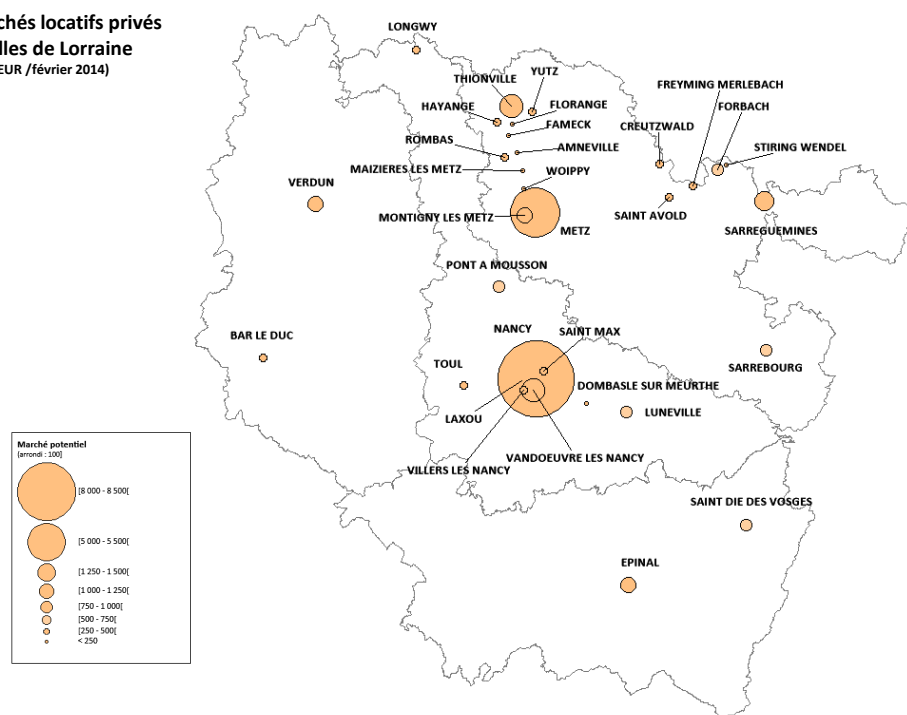 chés locatifs privés
lles de Lorraine
EUR /février 2014)
LONGWY
THIONVILLE
YUTZ
FREYMING MERLEBACH
HAYANGE
FLORANGE
FORBACH
FAMECK
CREUTZWALD
ROMBAS
AMNEVILLE
STIRING WENDEL
MAIZIERES LES METZ
WOIPPY
VERDUN
MONTIGNY LES METZ
METZ
SAINT AVOLD
SARREGUEMINES
PONT A MOUSSON
NANCY
SAINT MAX
BAR LE DUC
TOUL
SARREBOURG
DOMBASLE SUR MEURTHE
LAXOU
LUNEVILLE
VILLERS LES NANCY
VANDOEUVRE LES NANCY
SAINT DIE DES VOSGES
EPINAL
Marché potentiel
(arrondi : 100]
[8 000 - 8 500[
[5 000 - 5 500[
[1 250 - 1 500[
[1 000 - 1 250[
[750 - 1 000[
[500 - 750[
[250 - 500[
< 250